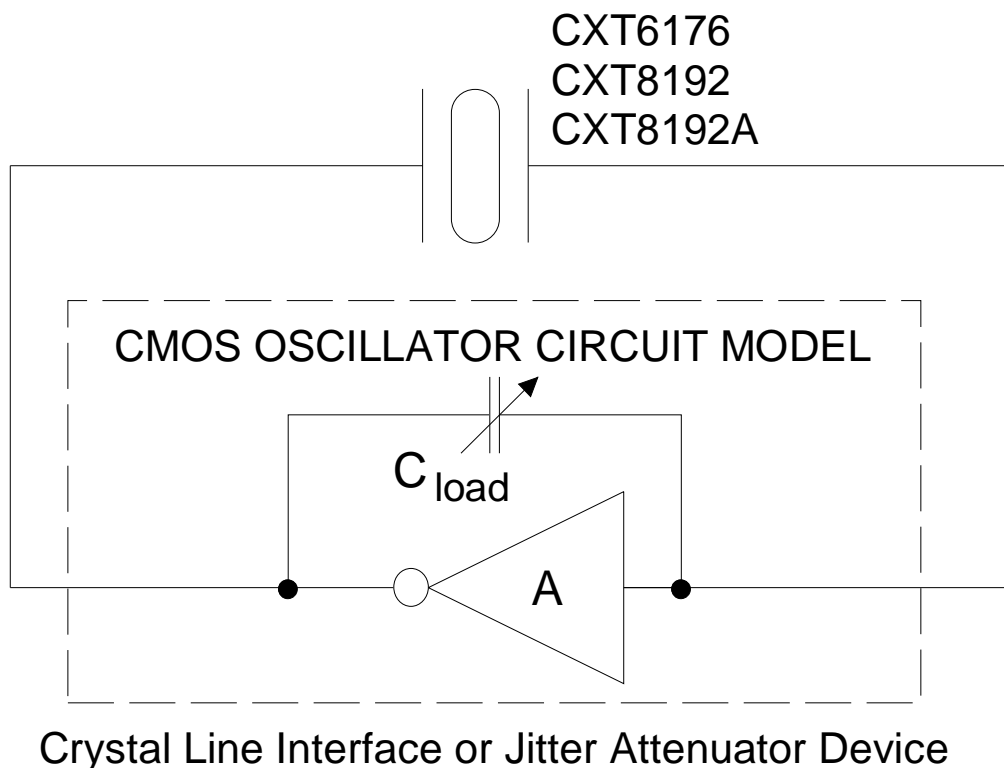 CXT6176
CXT8192
CXT8192A
CMOS OSCILLATOR CIRCUIT MODEL
C load
A
Crystal Line Interface or Jitter Attenuator Device